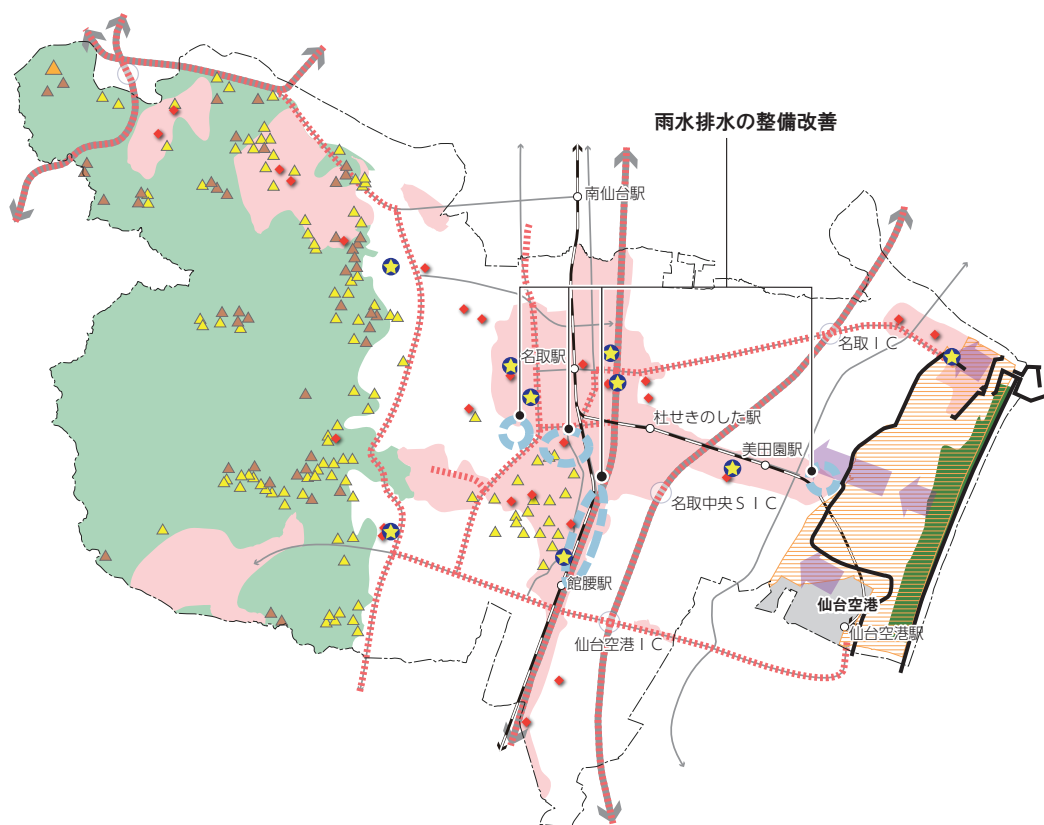 雨水排水の整備改善
南仙台駅
名取IC
名取駅
杜せきのした駅
美田園駅
名取中央SIC
館腰駅
仙台空港
仙台空港駅
仙台空港IC